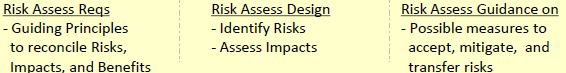 Risk Assess Reqs
- Guiding Principles
to reconcile Risks,
Impacts, and Benefits
Risk Assess Design
- Identify Risks
- Assess Impacts
Risk Assess Guidance on
- Possible measures to
accept, mitigate, and
transfer risks